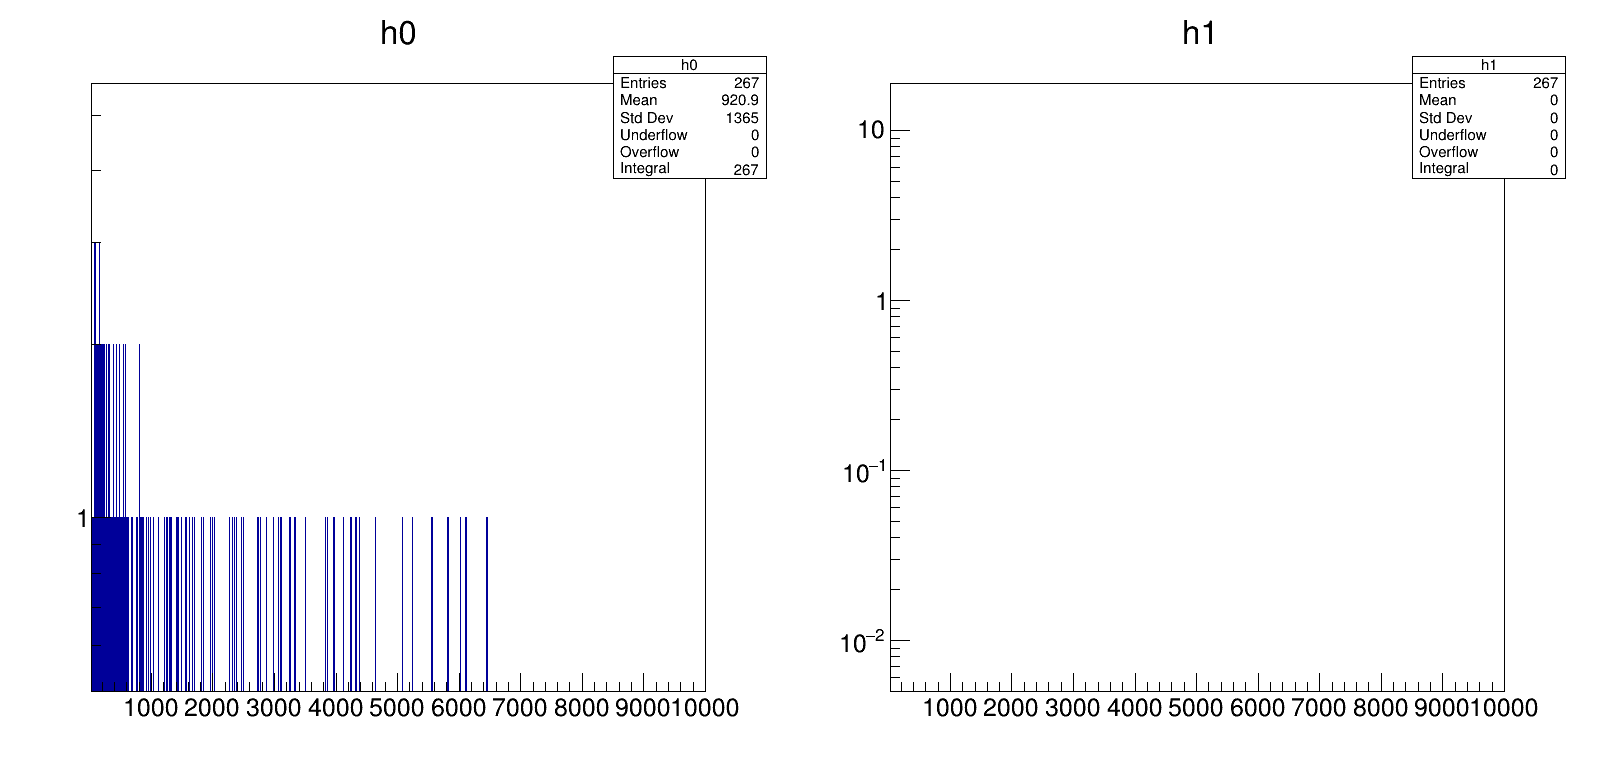 h0
h0
Entries 267
Mean 920.9
Std Dev 1365
Underflow 0
Overflow 0
Integral 267
1
1000 2000 3000 4000 5000 6000 7000 8000 9000 10000
h1
h1
Entries 267
Mean 0
Std Dev 0
Underflow 0
Overflow 0
Integral 0
10
1
10⁻¹
10⁻²
1000 2000 3000 4000 5000 6000 7000 8000 9000 10000